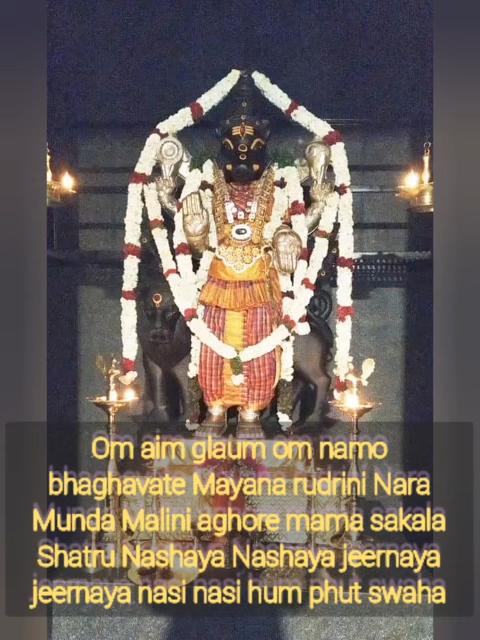 Om aim glaum om namo
bhaghavate Mayana rudrini Nara
Munda Malini aghore mama sakala
Shatru Nashaya Nashaya jeernaya
jeernaya nasi nasi hum phut swaha